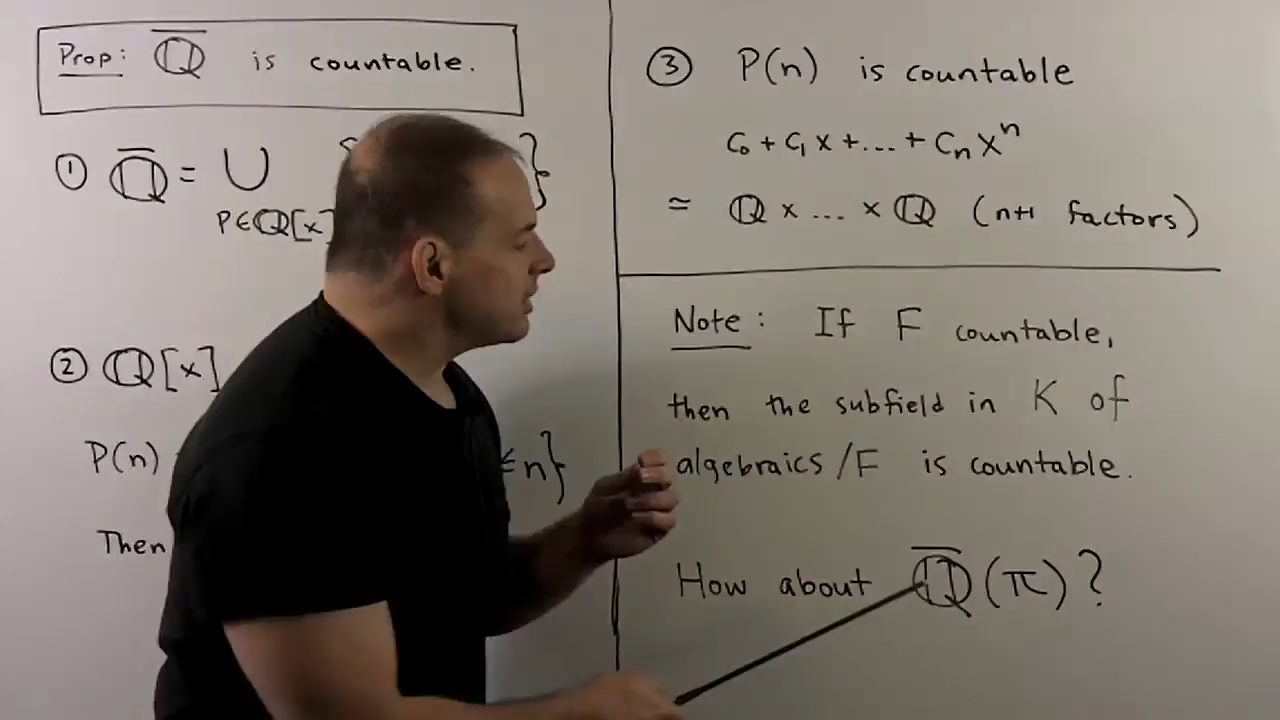 Prop: ℚ̅ is countable.
① ℚ̅ = ∪ }
P∈ℚ[x]
② ℚ[x]
P(n) ≤n}
Then
③ P(n) is countable
c₀ + c₁x + ... + cₙxⁿ
≃ ℚ × ... × ℚ (n+1 factors)
Note: If F countable,
then the subfield in K of
algebraics /F is countable.
How about ℚ̅(π)?